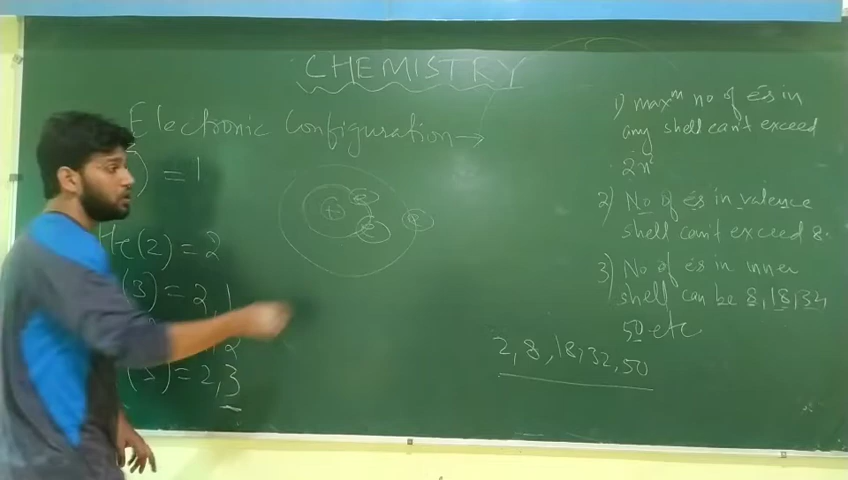 CHEMISTRY
Electronic Configuration →
) = 1
He(2) = 2
(3) = 2, 1
, 2
(5) = 2, 3
1) maxᵐ no of e⁻s in
any shell can't exceed
2n²
2) No of e⁻s in valence
shell can't exceed 8.
3) No of e⁻s in inner
shell can be 8, 18, 32,
50 etc
2, 8, 18, 32, 50